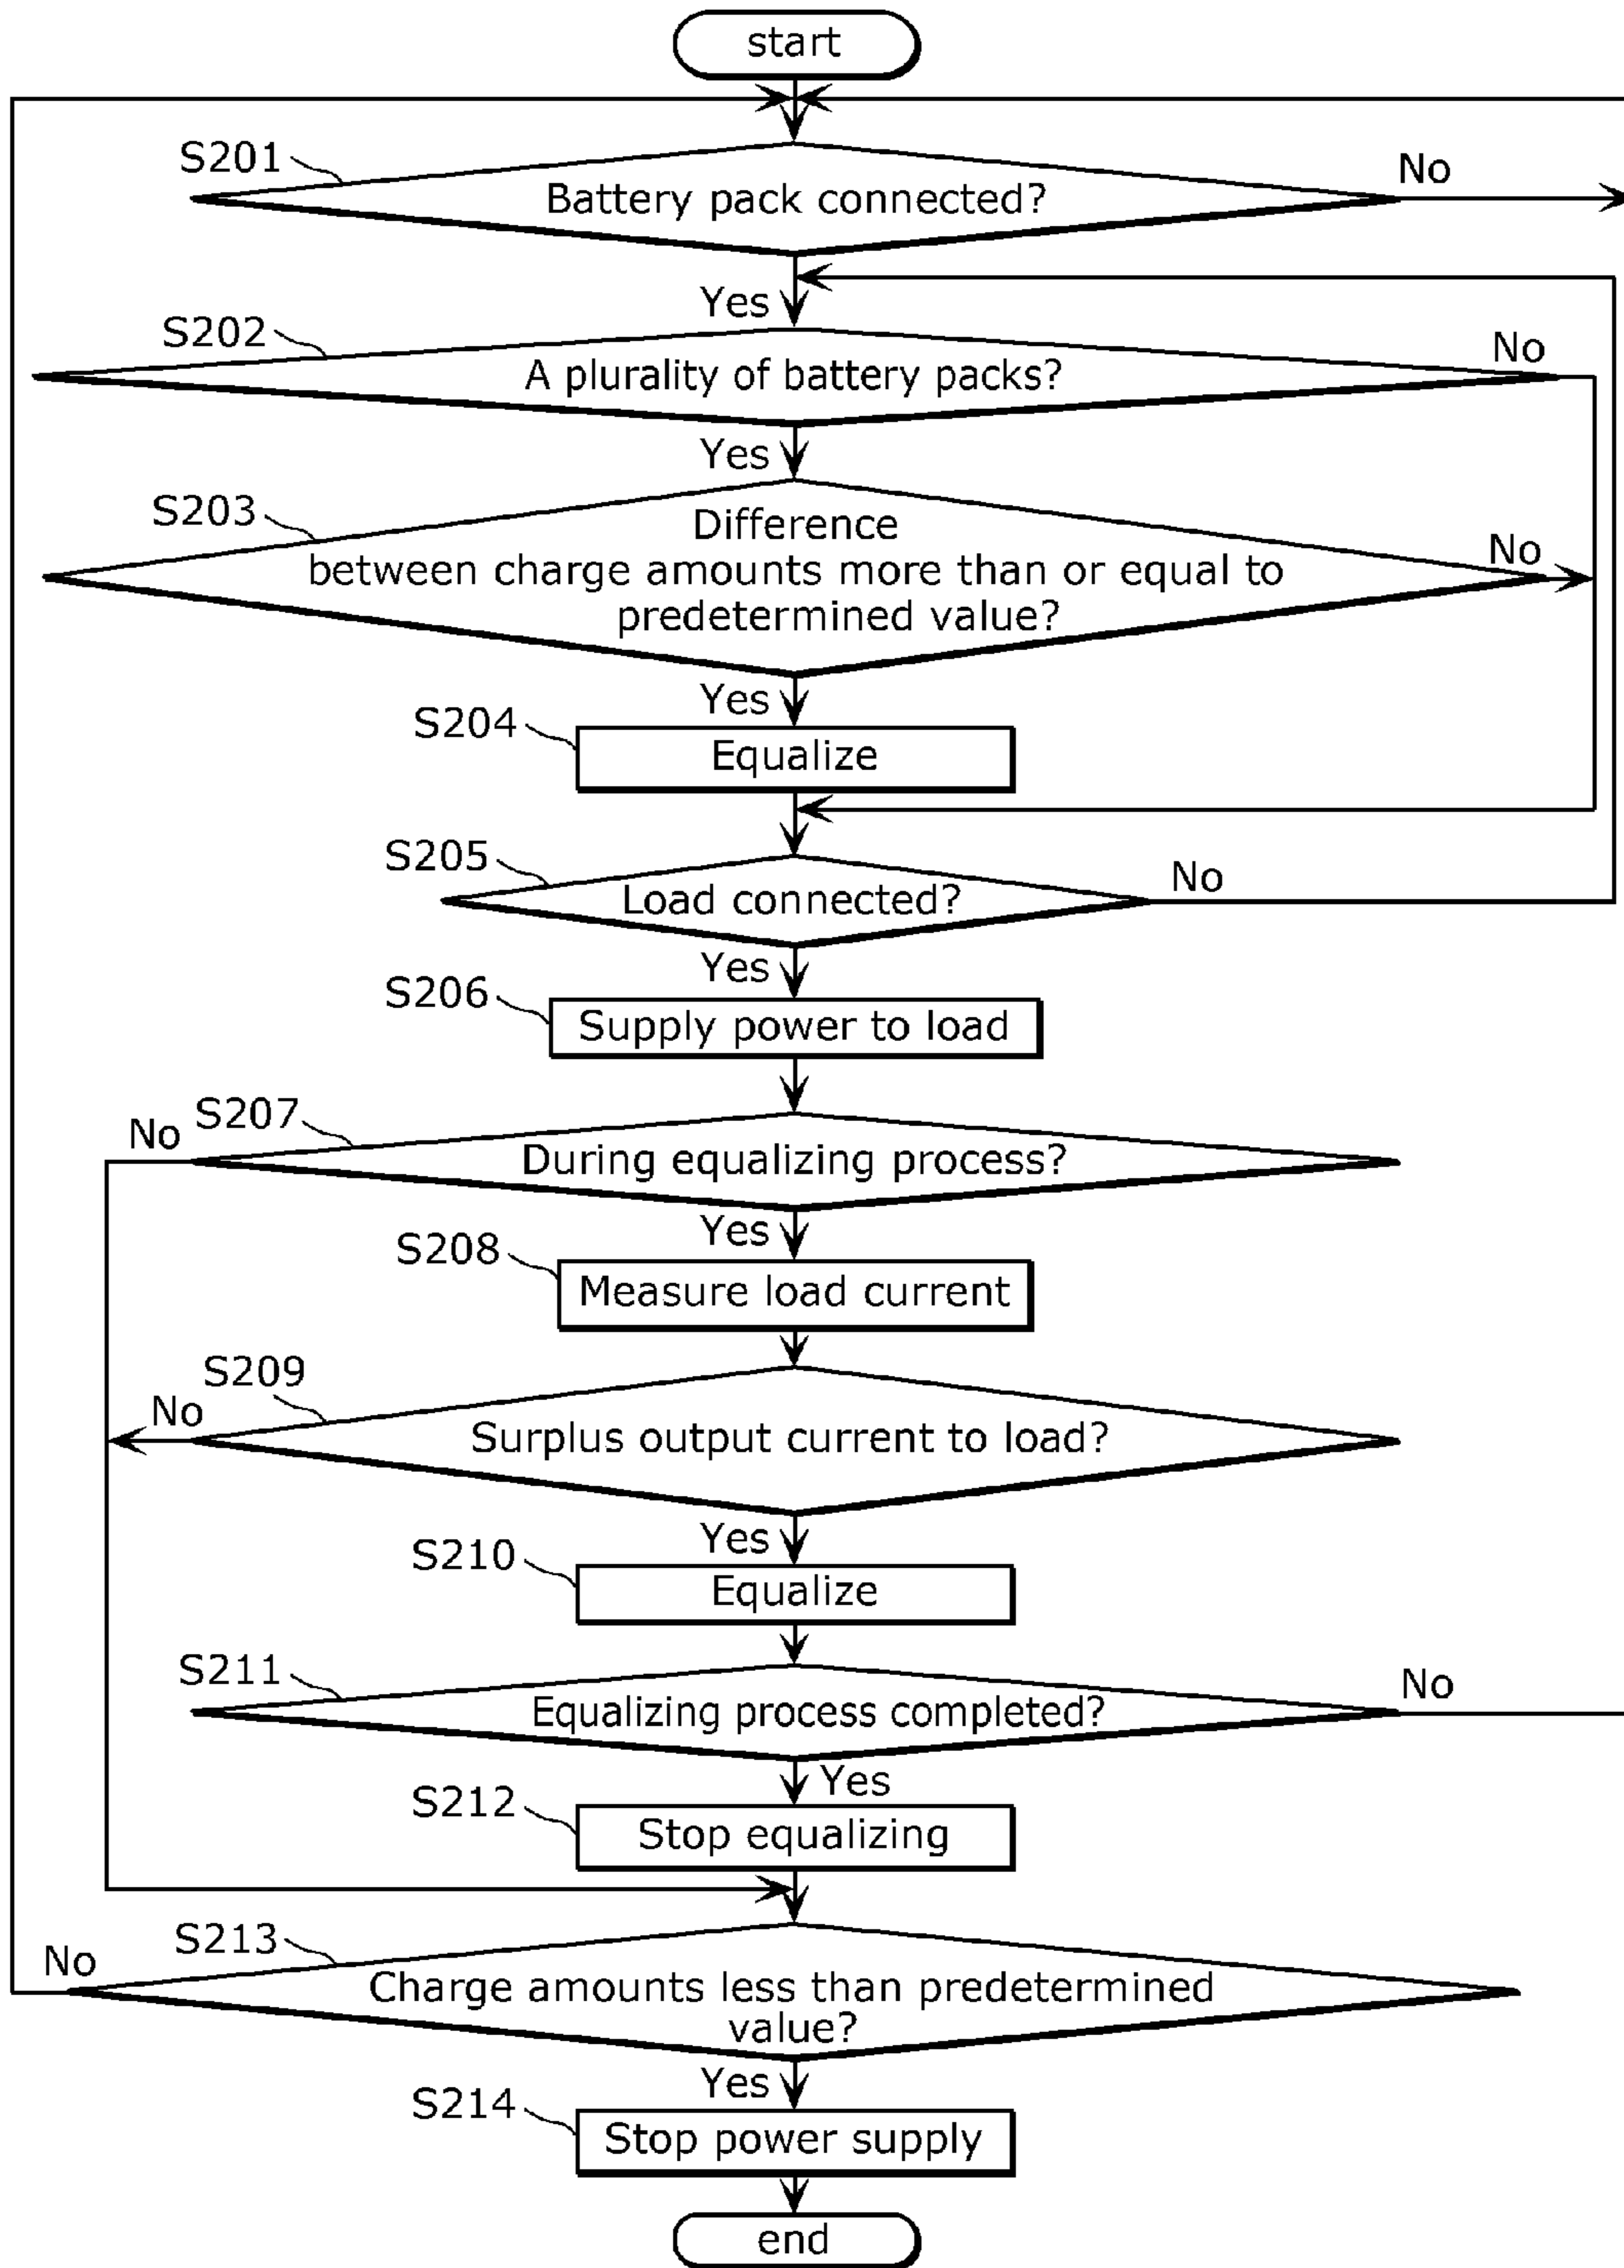 start
S201
Battery pack connected?
No
Yes
S202
A plurality of battery packs?
No
Yes
S203
Difference
between charge amounts more than or equal to
predetermined value?
No
Yes
S204
Equalize
S205
Load connected?
No
Yes
S206
Supply power to load
S207
No
During equalizing process?
Yes
S208
Measure load current
S209
No
Surplus output current to load?
Yes
S210
Equalize
S211
Equalizing process completed?
No
Yes
S212
Stop equalizing
S213
No
Charge amounts less than predetermined
value?
Yes
S214
Stop power supply
end